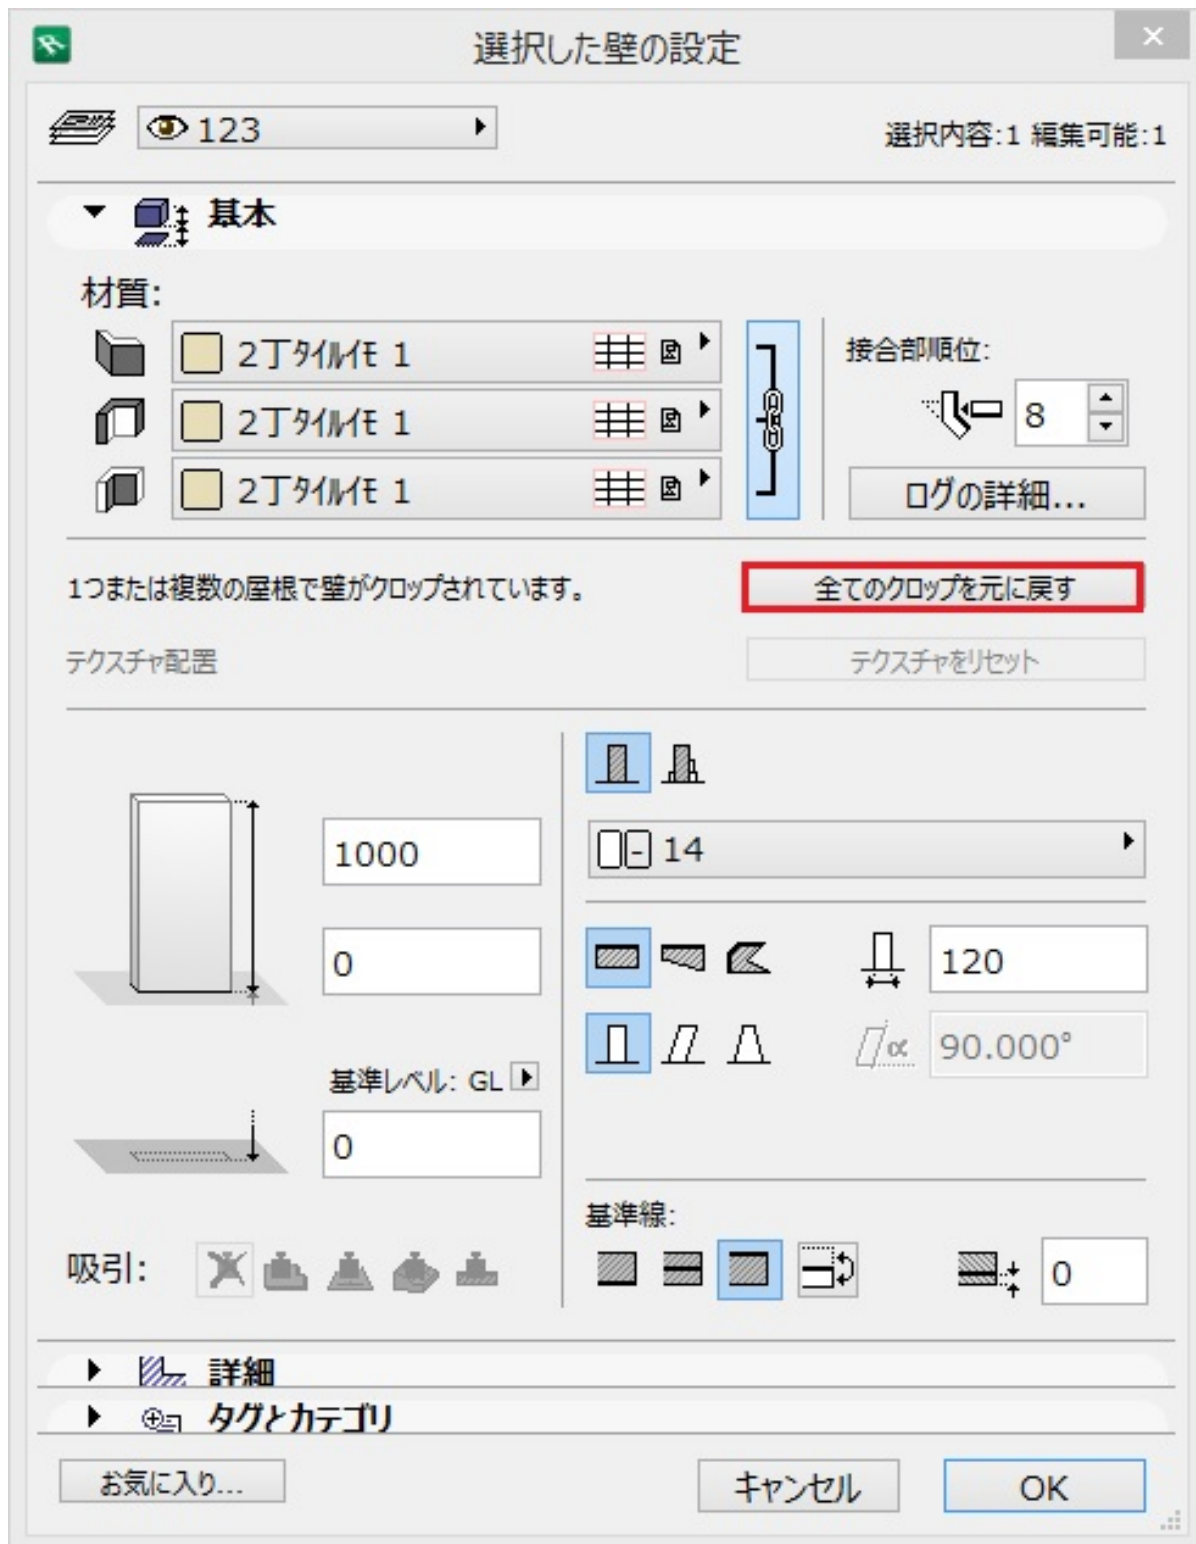 選択した壁の設定
123
選択内容:1 編集可能:1
基本
材質:
2丁ﾀｲﾙｲﾓ 1
2丁ﾀｲﾙｲﾓ 1
2丁ﾀｲﾙｲﾓ 1
接合部順位:
8
ログの詳細...
1つまたは複数の屋根で壁がクロップされています。
全てのクロップを元に戻す
テクスチャ配置
テクスチャをリセット
1000
0
基準レベル: GL
0
14
120
α 90.000°
基準線:
0
吸引:
詳細
タグとカテゴリ
お気に入り...
キャンセル
OK